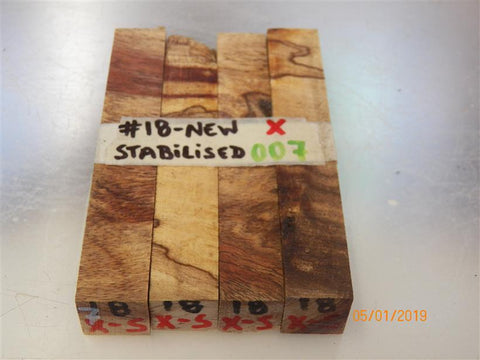 #18-NEW X
STABILISED 007
18 18 18 18
X-S X-S X-S X
05/01/2019